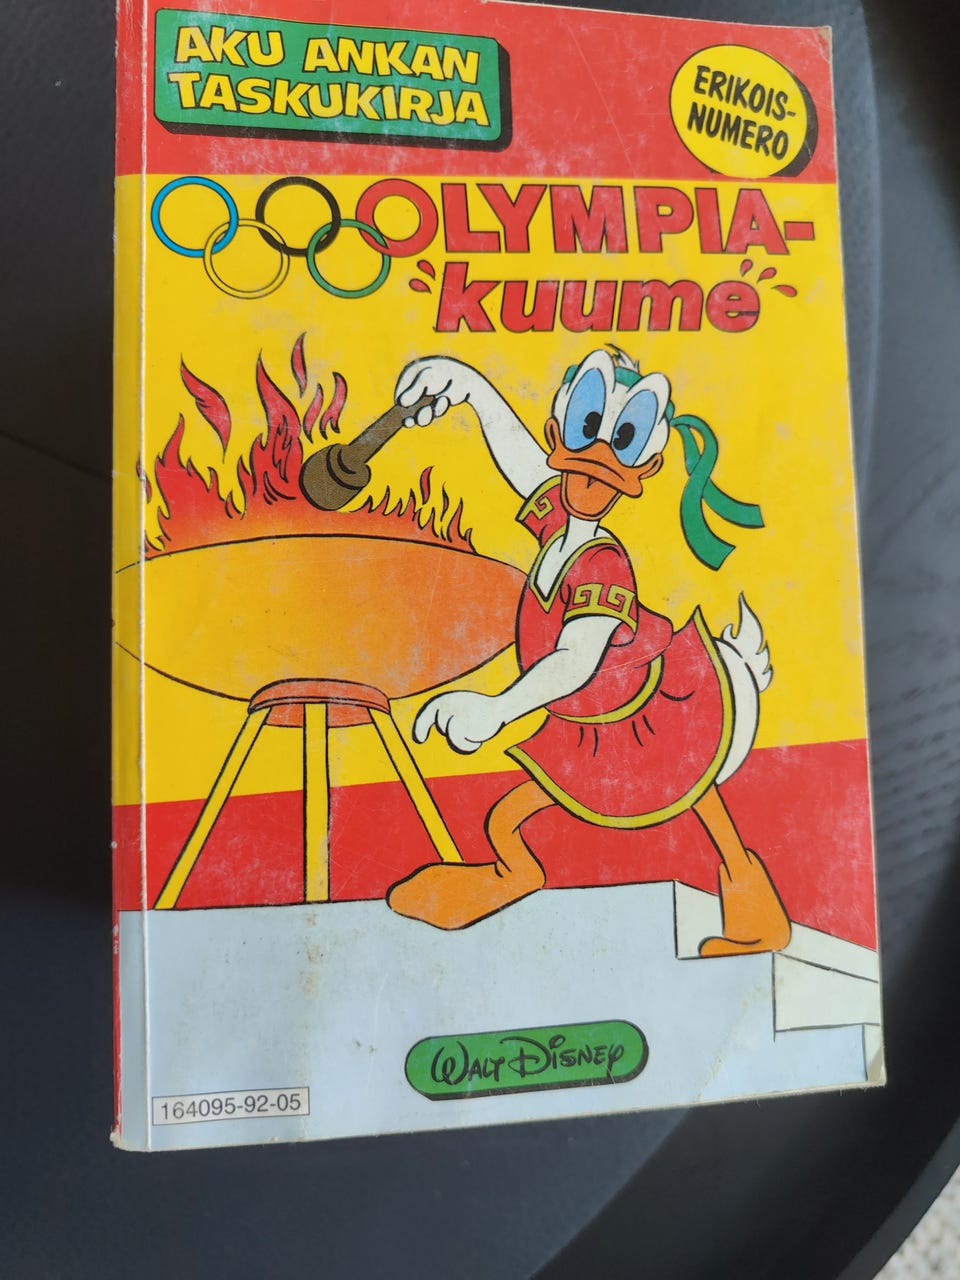 AKU ANKAN
TASKUKIRJA
ERIKOIS-
NUMERO
OLYMPIA-
kuume
WALT DISNEY
164095-92-05